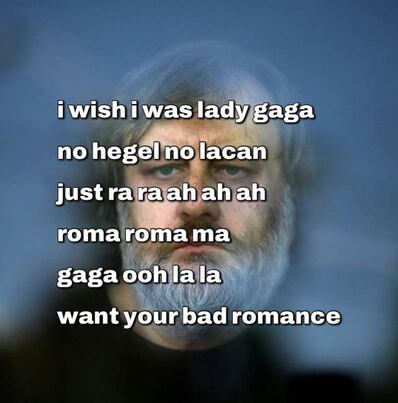 i wish i was lady gaga
no hegel no lacan
just ra ra ah ah ah
roma roma ma
gaga ooh la la
want your bad romance